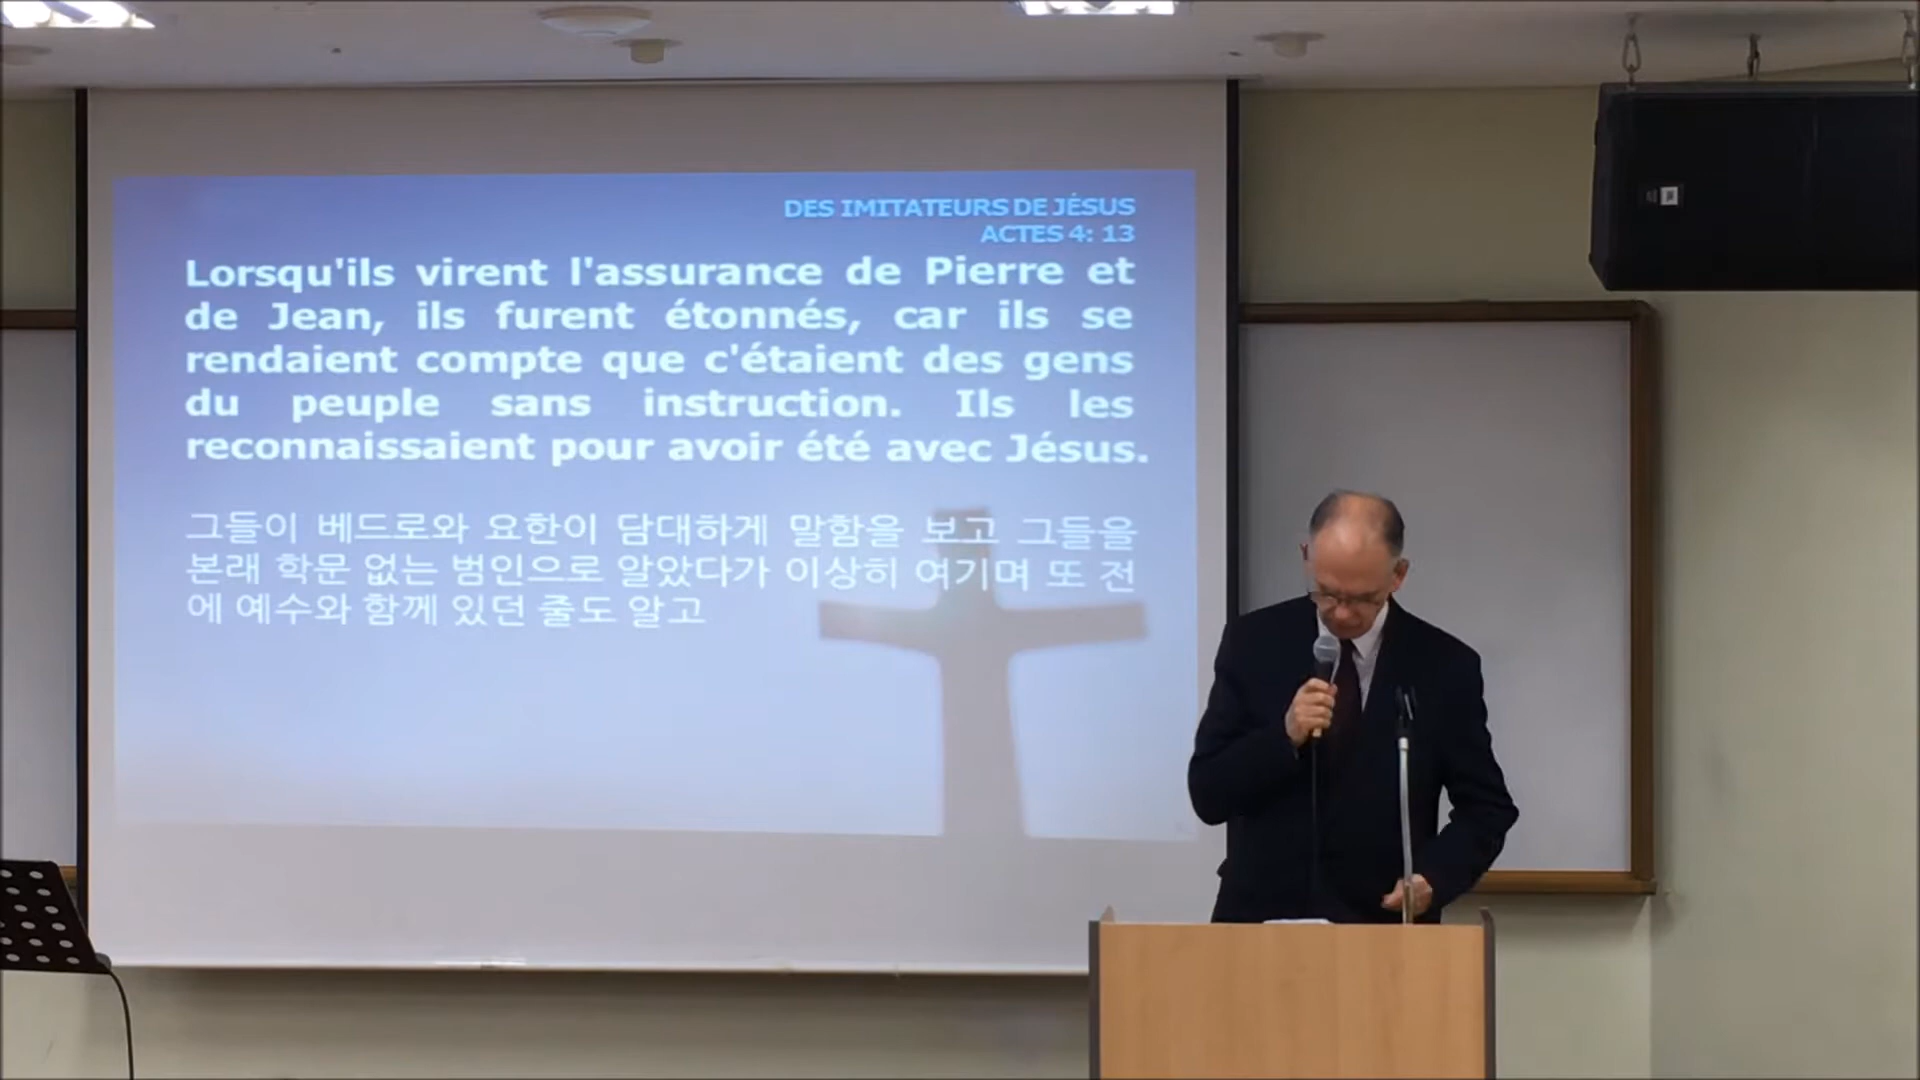 DES IMITATEURS DE JÉSUS
ACTES 4: 13
Lorsqu'ils virent l'assurance de Pierre et
de Jean, ils furent étonnés, car ils se
rendaient compte que c'étaient des gens
du peuple sans instruction. Ils les
reconnaissaient pour avoir été avec Jésus.
그들이 베드로와 요한이 담대하게 말함을 보고 그들을
본래 학문 없는 범인으로 알았다가 이상히 여기며 또 전
에 예수와 함께 있던 줄도 알고